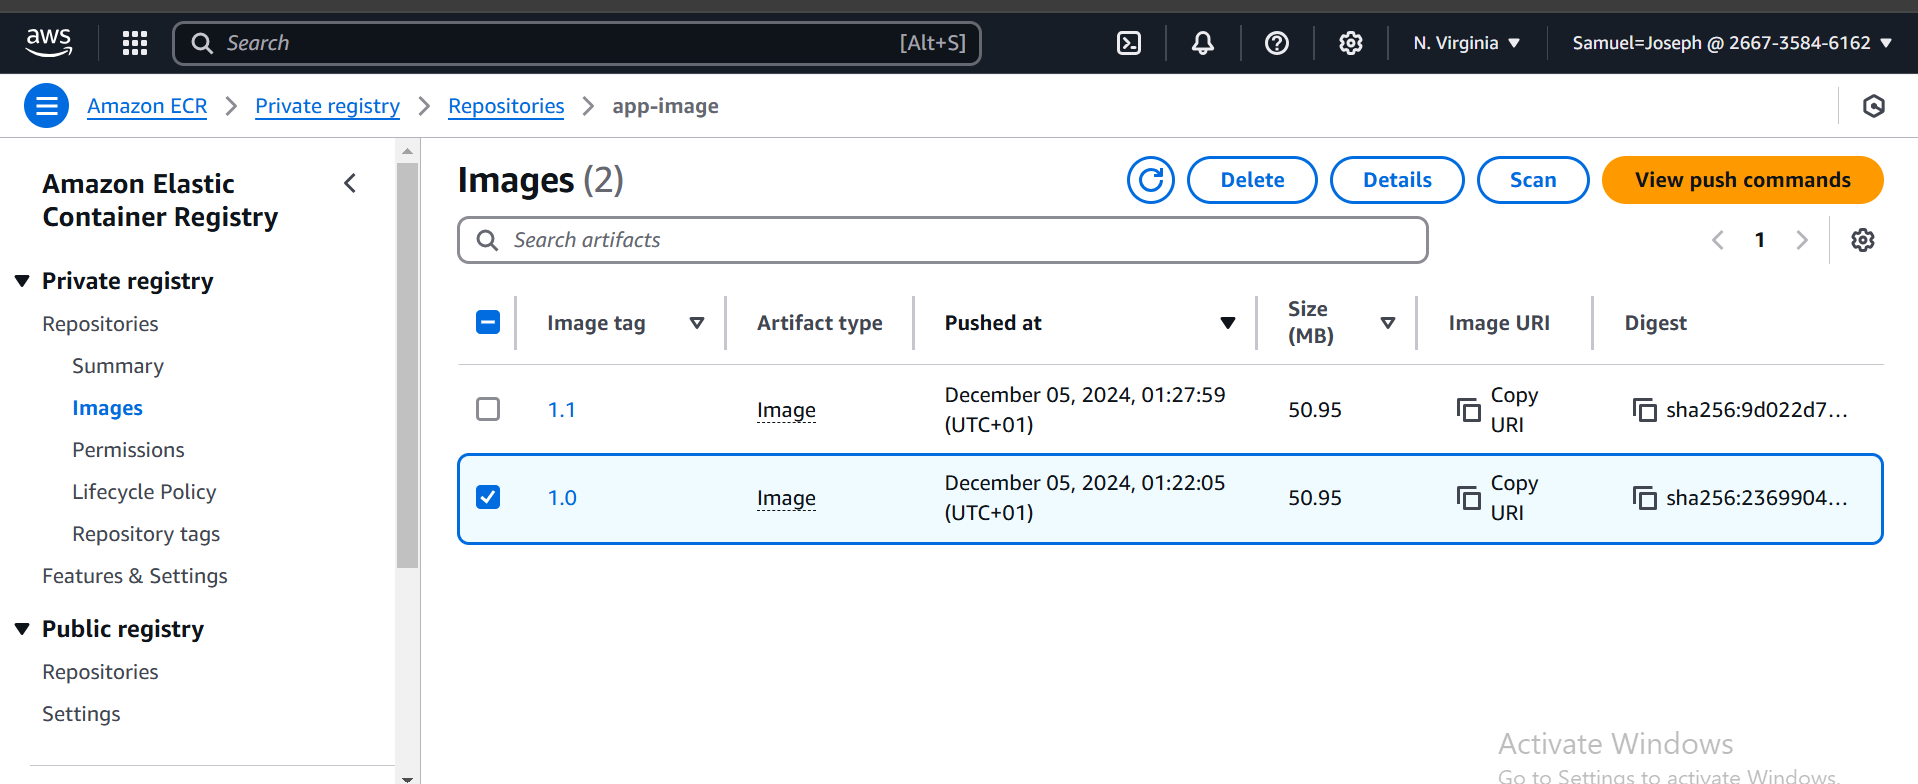 aws
Search
[Alt+S]
N. Virginia
Samuel=Joseph @ 2667-3584-6162
Amazon ECR
Private registry
Repositories
app-image
Amazon Elastic
Container Registry
Private registry
Repositories
Summary
Images
Permissions
Lifecycle Policy
Repository tags
Features & Settings
Public registry
Repositories
Settings
Images (2)
Delete
Details
Scan
View push commands
Search artifacts
1
Image tag
Artifact type
Pushed at
Size
(MB)
Image URI
Digest
1.1
Image
December 05, 2024, 01:27:59
(UTC+01)
50.95
Copy
URI
sha256:9d022d7...
1.0
Image
December 05, 2024, 01:22:05
(UTC+01)
50.95
Copy
URI
sha256:2369904...
Activate Windows
Go to Settings to activate Windows.